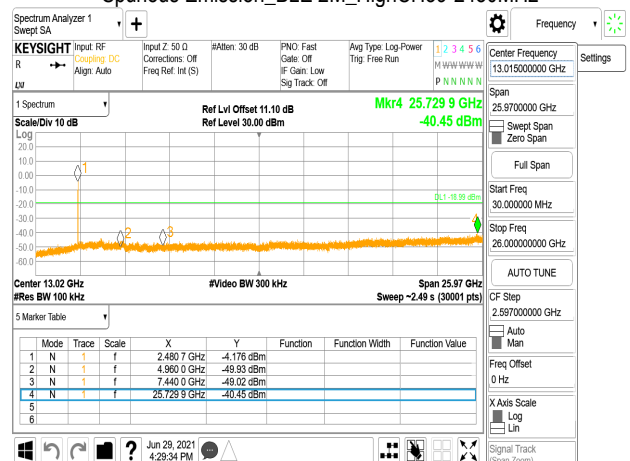 Spectrum Analyzer 1
Swept SA
Frequency
KEYSIGHT
R
Input: RF
Coupling: DC
Align: Auto
Input Z: 50 Ω
Corrections: Off
Freq Ref: Int (S)
#Atten: 30 dB
PNO: Fast
Gate: Off
IF Gain: Low
Sig Track: Off
Avg Type: Log-Power
Trig: Free Run
1 2 3 4 5 6
M W W W W W
P N N N N N
Center Frequency
13.015000000 GHz
Settings
Span
25.9700000 GHz
Swept Span
Zero Span
Full Span
Start Freq
30.000000 MHz
Stop Freq
26.000000000 GHz
AUTO TUNE
CF Step
2.597000000 GHz
Auto
Man
Freq Offset
0 Hz
X Axis Scale
Log
Lin
Signal Track
1 Spectrum
Scale/Div 10 dB
Ref Lvl Offset 11.10 dB
Ref Level 30.00 dBm
Mkr4 25.729 9 GHz
-40.45 dBm
Log
20.0
10.0
0.00
-10.0
-20.0
-30.0
-40.0
-50.0
-60.0
1
2
3
4
Center 13.02 GHz
#Video BW 300 kHz
Span 25.97 GHz
#Res BW 100 kHz
Sweep ~2.49 s (30001 pts)
5 Marker Table
Mode Trace Scale X Y Function Function Width Function Value
1 N 1 f 2.480 7 GHz -4.176 dBm
2 N 1 f 4.960 0 GHz -49.93 dBm
3 N 1 f 7.440 0 GHz -49.02 dBm
4 N 1 f 25.729 9 GHz -40.45 dBm
5
6
?
Jun 29, 2021
4:29:34 PM